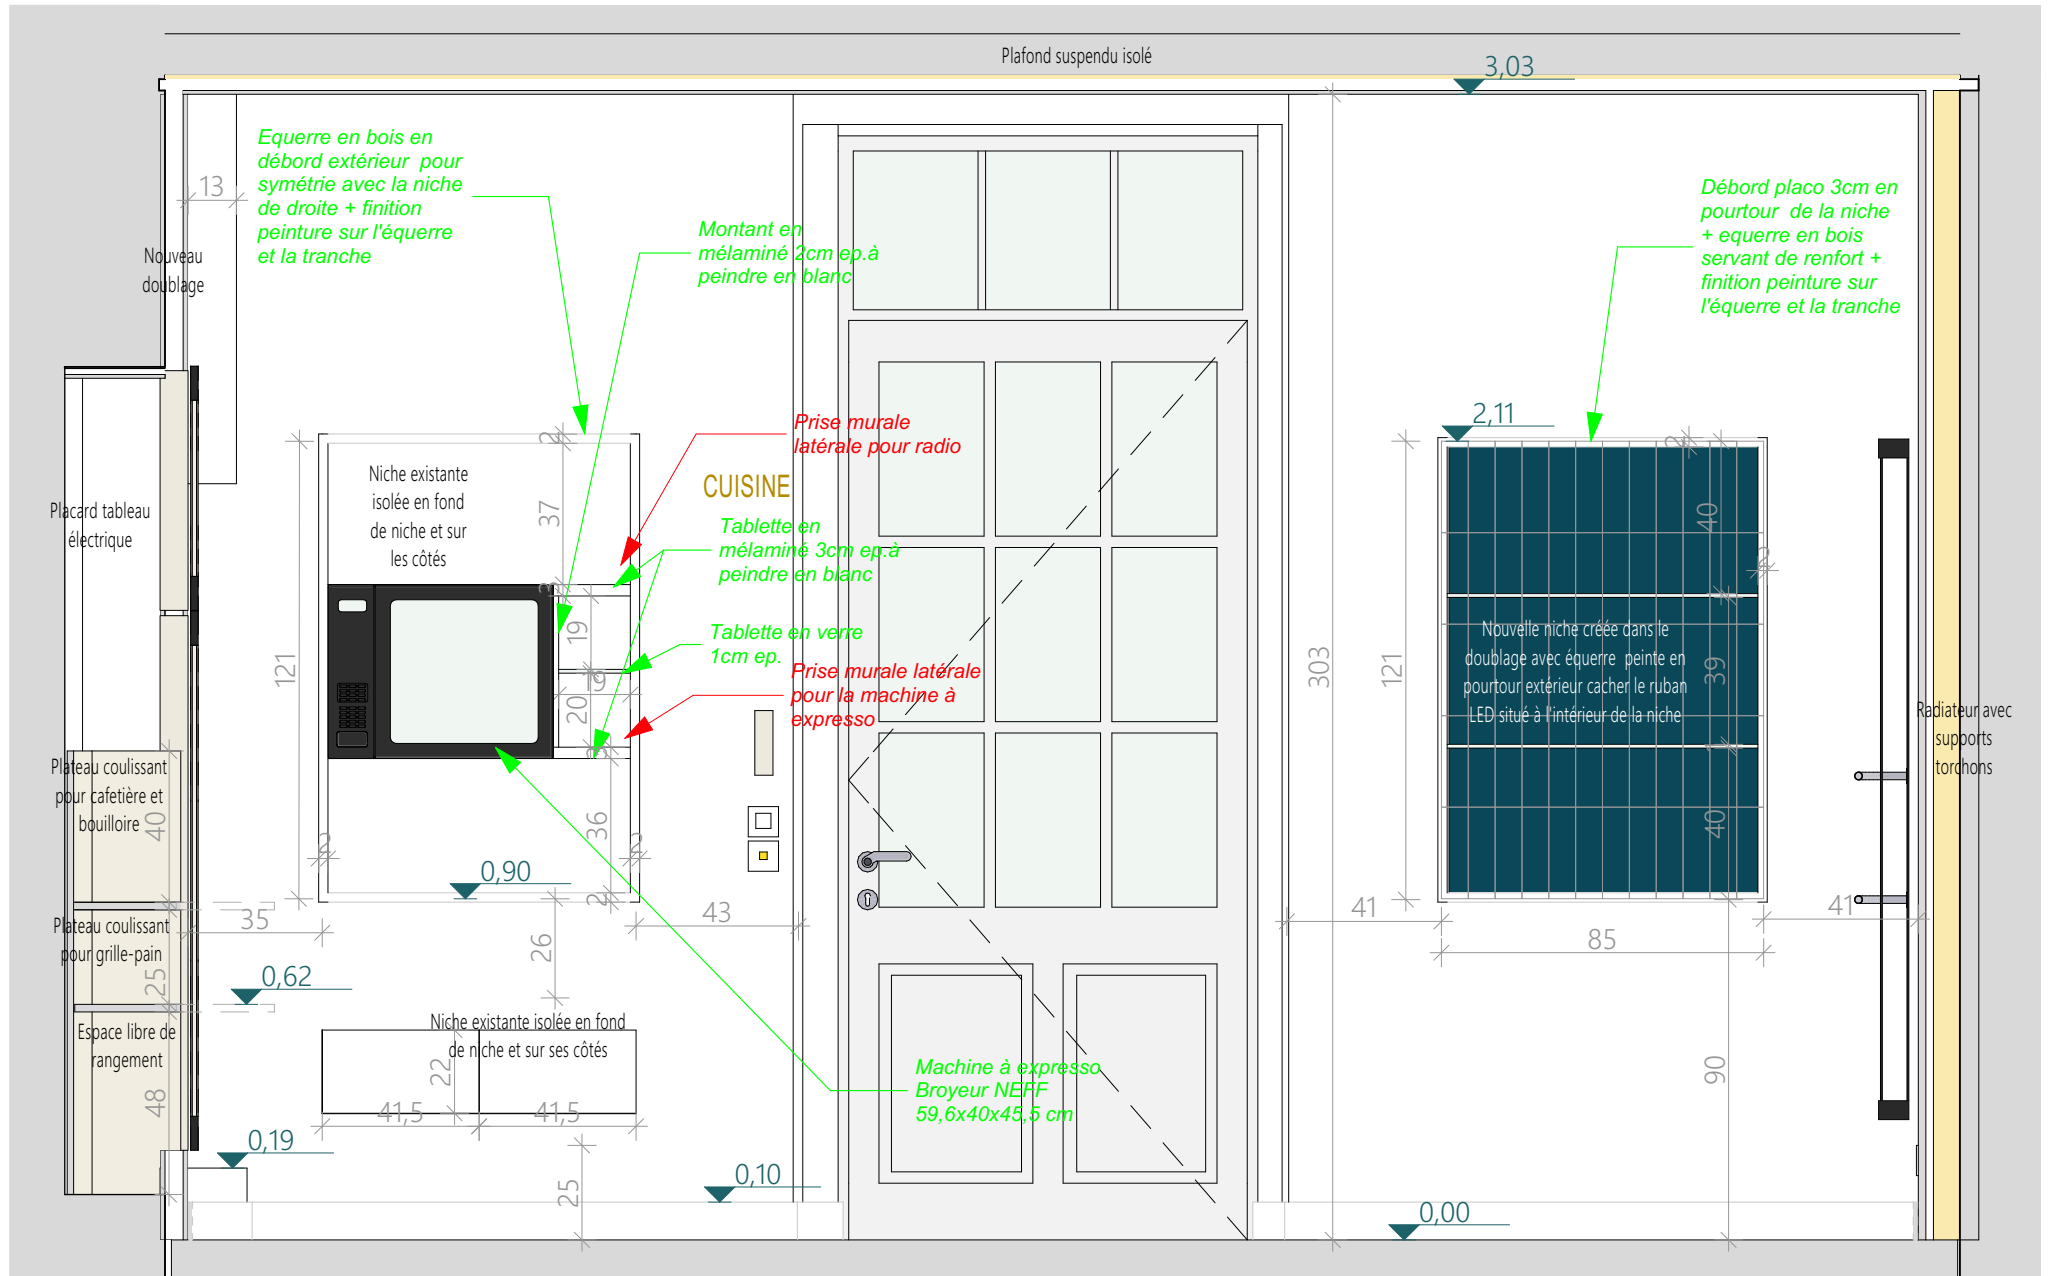 Plafond suspendu isolé
3,03
Equerre en bois en
débord extérieur pour
symétrie avec la niche
de droite + finition
peinture sur l'équerre
et la tranche
13
Nouveau
doublage
Montant en
mélaminé 2cm ep.à
peindre en blanc
Débord placo 3cm en
pourtour de la niche
+ equerre en bois
servant de renfort +
finition peinture sur
l'équerre et la tranche
2,11
Prise murale
latérale pour radio
CUISINE
Niche existante
isolée en fond
de niche et sur
les côtés
2
37
3
19
20
9
3
36
2
Placard tableau
électrique
Tablette en
mélaminé 3cm ep.à
peindre en blanc
Tablette en verre
1cm ep.
Prise murale latérale
pour la machine à
expresso
121
2
2
0,90
303
121
2
40
2
39
1
40
Nouvelle niche créée dans le
doublage avec équerre peinte en
pourtour extérieur cacher le ruban
LED situé à l'intérieur de la niche
Radiateur avec
supports
torchons
Plateau coulissant
pour cafetière et
bouilloire
40
Plateau coulissant
pour grille-pain
25
35
43
41
85
41
26
0,62
Espace libre de
rangement
48
Niche existante isolée en fond
de niche et sur ses côtés
22
41,5
41,5
Machine à expresso
Broyeur NEFF
59,6x40x45,5 cm
90
0,19
25
0,10
0,00